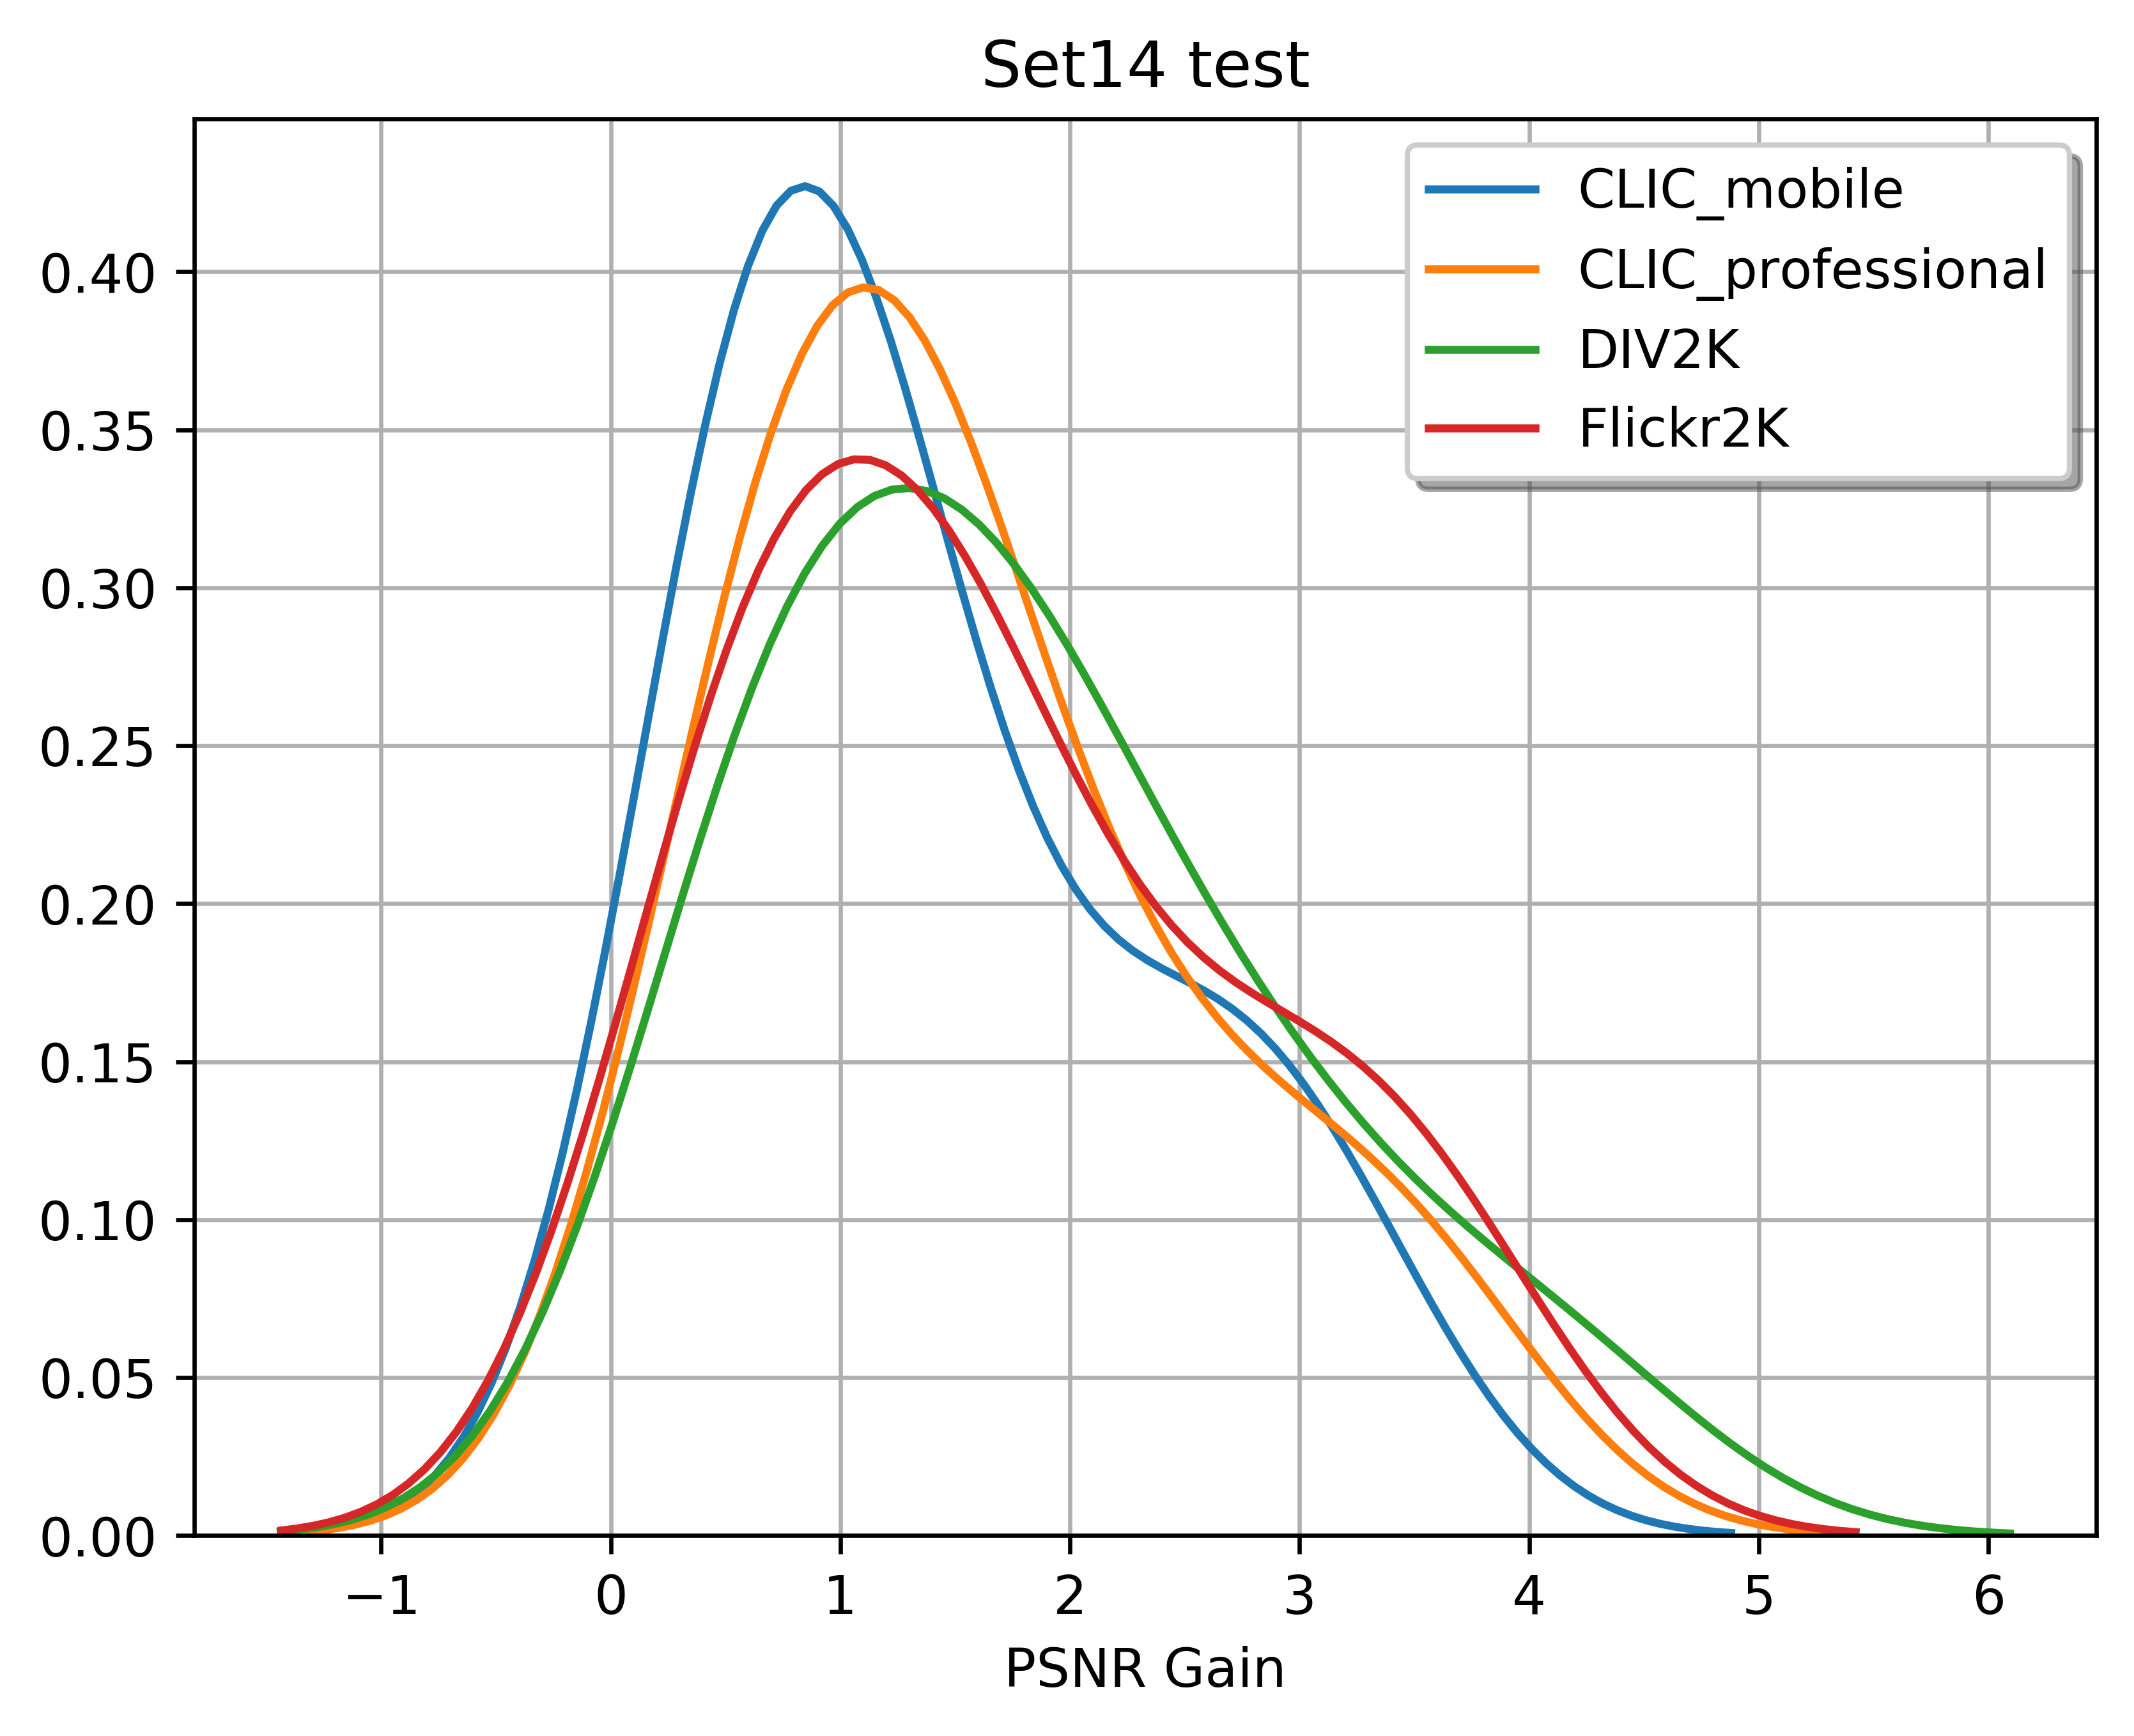 Set14 test
CLIC_mobile
CLIC_professional
DIV2K
Flickr2K
0.40
0.35
0.30
0.25
0.20
0.15
0.10
0.05
0.00
−1 0 1 2 3 4 5 6
PSNR Gain